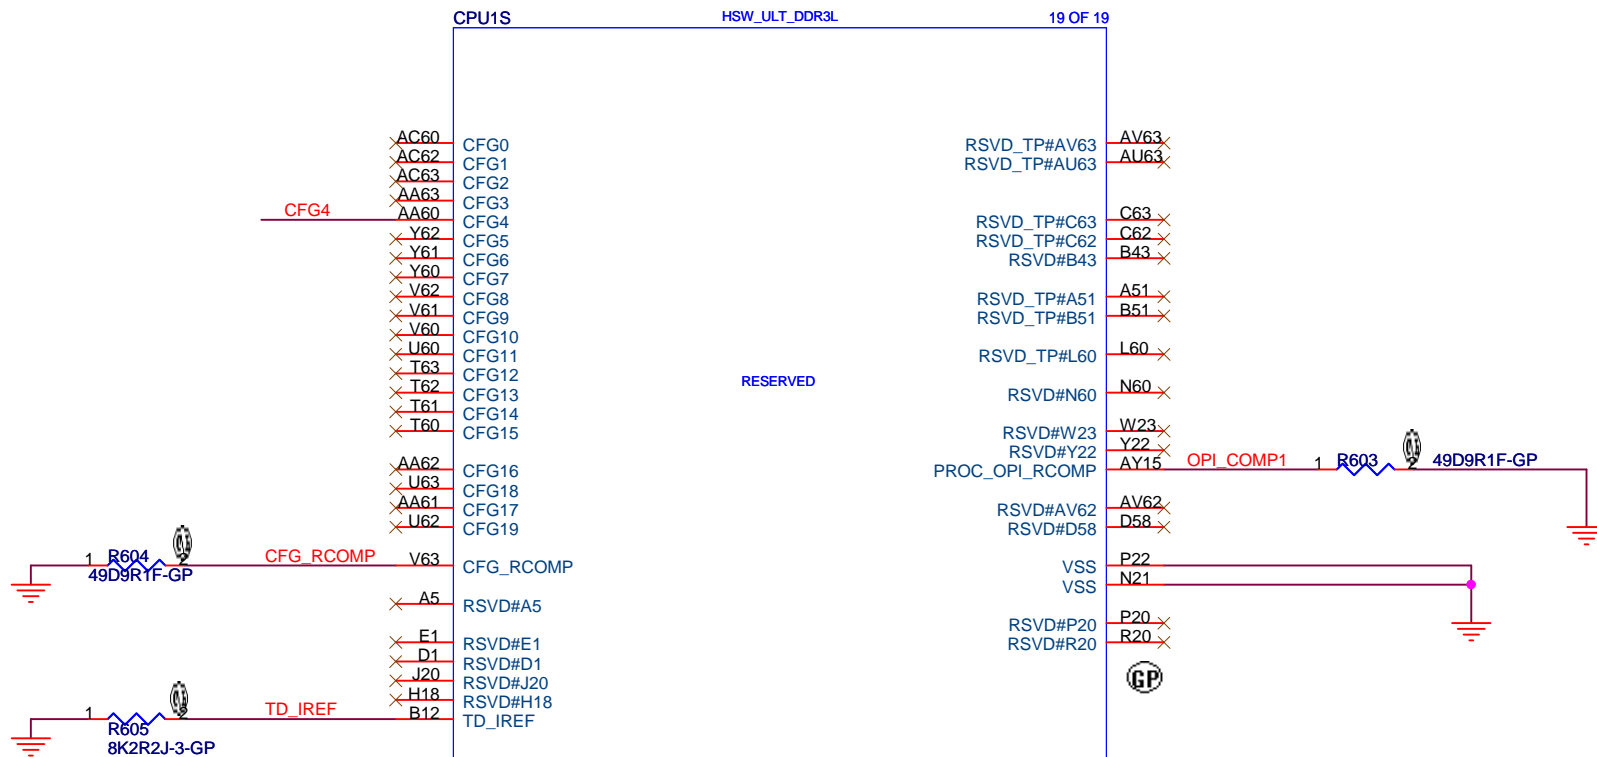 CPU1S
HSW_ULT_DDR3L
19 OF 19
AC60 CFG0
AC62 CFG1
AC63 CFG2
AA63 CFG3
CFG4 AA60 CFG4
Y62 CFG5
Y61 CFG6
Y60 CFG7
V62 CFG8
V61 CFG9
V60 CFG10
U60 CFG11
T63 CFG12
T62 CFG13
T61 CFG14
T60 CFG15
AA62 CFG16
U63 CFG18
AA61 CFG17
U62 CFG19
1 R604 2 CFG_RCOMP V63 CFG_RCOMP
49D9R1F-GP
A5 RSVD#A5
E1 RSVD#E1
D1 RSVD#D1
J20 RSVD#J20
H18 RSVD#H18
1 2 TD_IREF B12 TD_IREF
R605
8K2R2J-3-GP
RESERVED
RSVD_TP#AV63 AV63
RSVD_TP#AU63 AU63
RSVD_TP#C63 C63
RSVD_TP#C62 C62
RSVD#B43 B43
RSVD_TP#A51 A51
RSVD_TP#B51 B51
RSVD_TP#L60 L60
RSVD#N60 N60
RSVD#W23 W23
RSVD#Y22 Y22
PROC_OPI_RCOMP AY15 OPI_COMP1 1 R603 2 49D9R1F-GP
RSVD#AV62 AV62
RSVD#D58 D58
VSS P22
VSS N21
RSVD#P20 P20
RSVD#R20 R20
GP